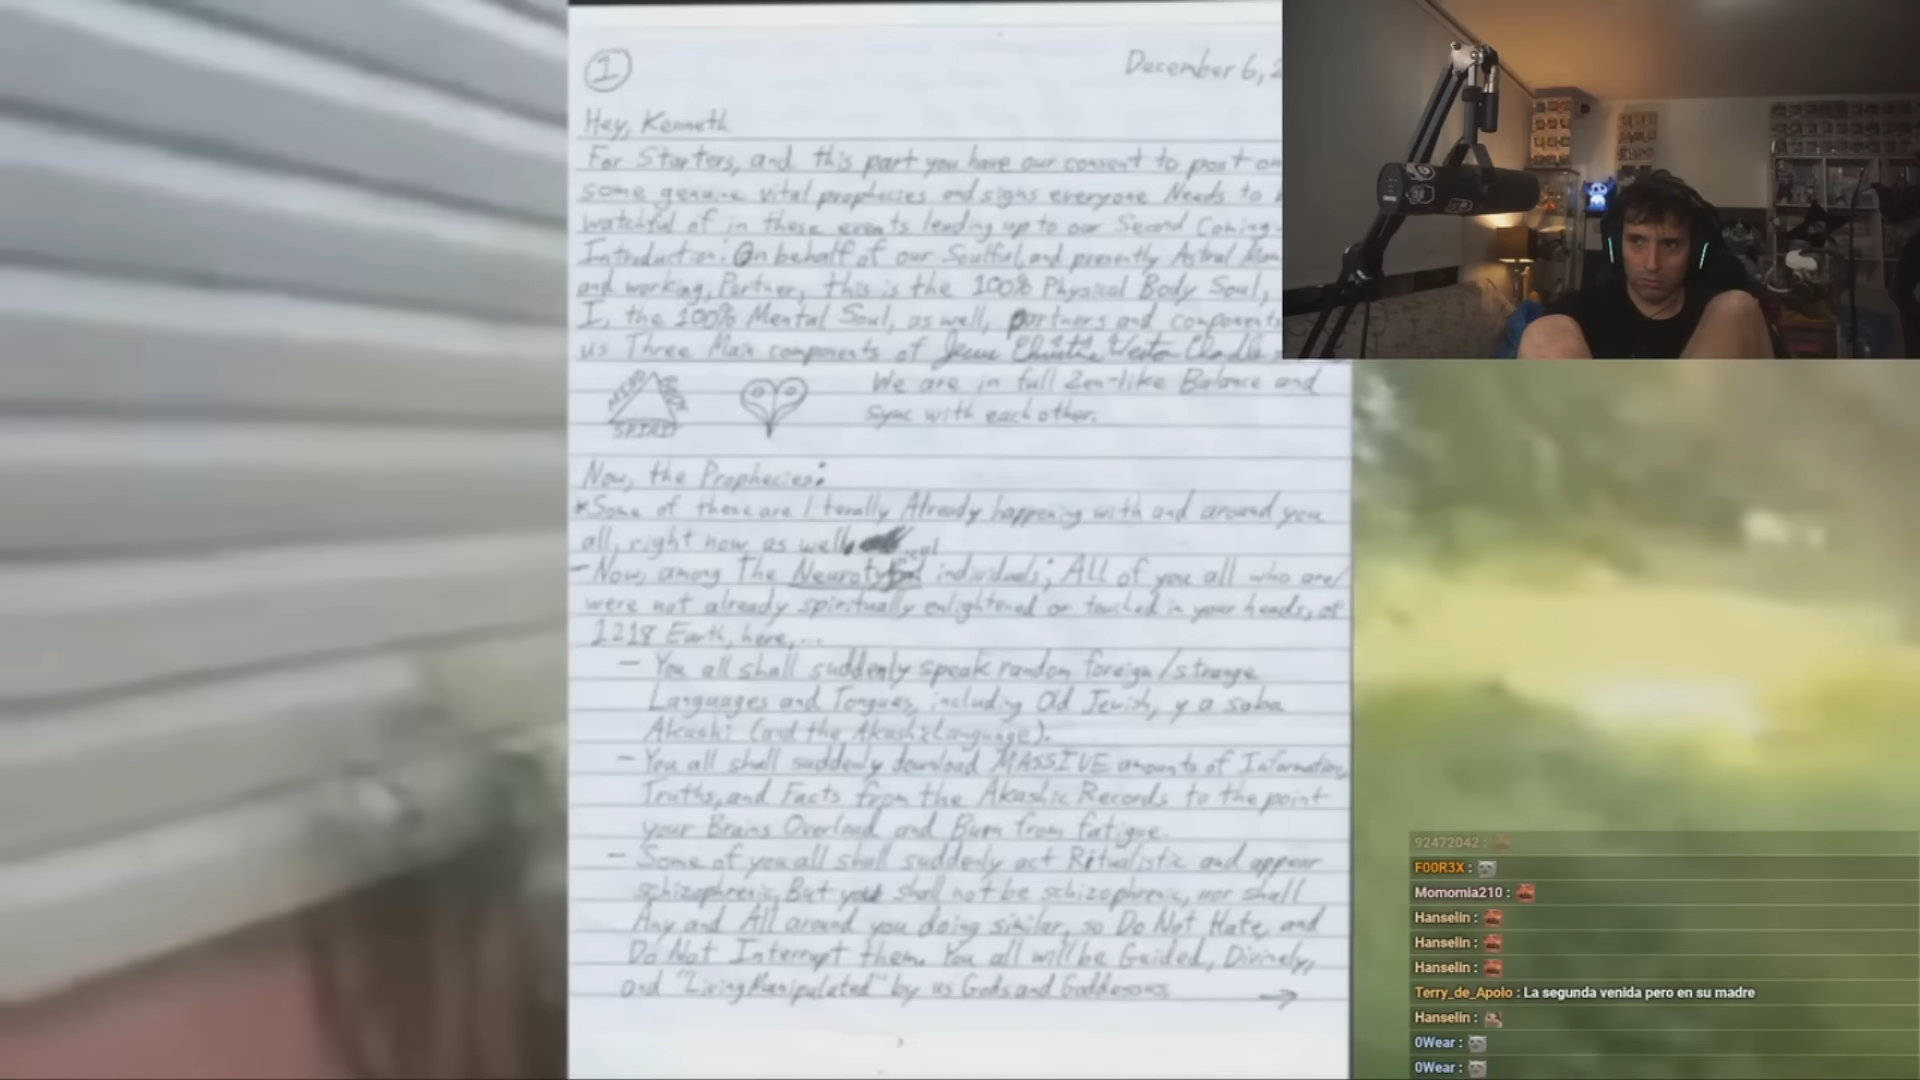 1
December 6, 2
Hey, Kenneth
For Starters, and this part you have our consent to post on
some genuine vital prophecies and signs everyone Needs to
watchful of in these events leading up to our Second Coming.
Introduction: On behalf of our Soulful, and presently Astral
and working, Partner, this is the 100% Physical Body Soul,
I, the 100% Mental Soul, as well, partners and components
us Three Main components of
We are in full Zen-like Balance and
sync with each other.
SPIRIT
Now, the Prophecies:
*Some of these are literally Already happening with and around you
all, right now, as well
- Now, among The Neurotypical individuals; All of you all who are/
were not already spiritually enlightened or touched in your heads, of
1218 Earth, here,...
- You all shall suddenly speak random foreign/strange
Languages and Tongues, including Old Jewish, y a soba
Akashi (and the Akashi Language).
- You all shall suddenly download MASSIVE amounts of Information,
Truths, and Facts from the Akashic Records to the point
your Brains Overload and Burn from fatigue.
- Some of you all shall suddenly act Ritualistic and appear
schizophrenic, But you shall not be schizophrenic, nor shall
Any and All around you doing similar, so Do Not Hate, and
Do Not Interrupt them. You all will be Guided, Divinely,
and "Living Manipulated" by us Gods and Goddesses →
92472042 :
F00R3X :
Momomia210 :
Hanselin :
Hanselin :
Hanselin :
Terry_de_Apolo : La segunda venida pero en su madre
Hanselin :
0Wear :
0Wear :